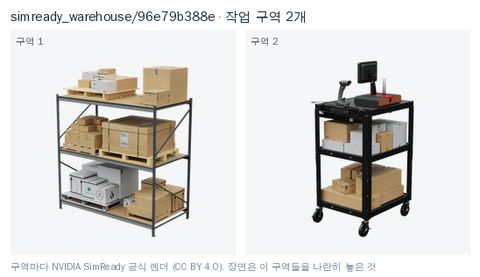 simready_warehouse/96e79b388e · 작업 구역 2개
구역 1
구역 2
구역마다 NVIDIA SimReady 공식 렌더 (CC BY 4.0). 장면은 이 구역들을 나란히 놓은 것